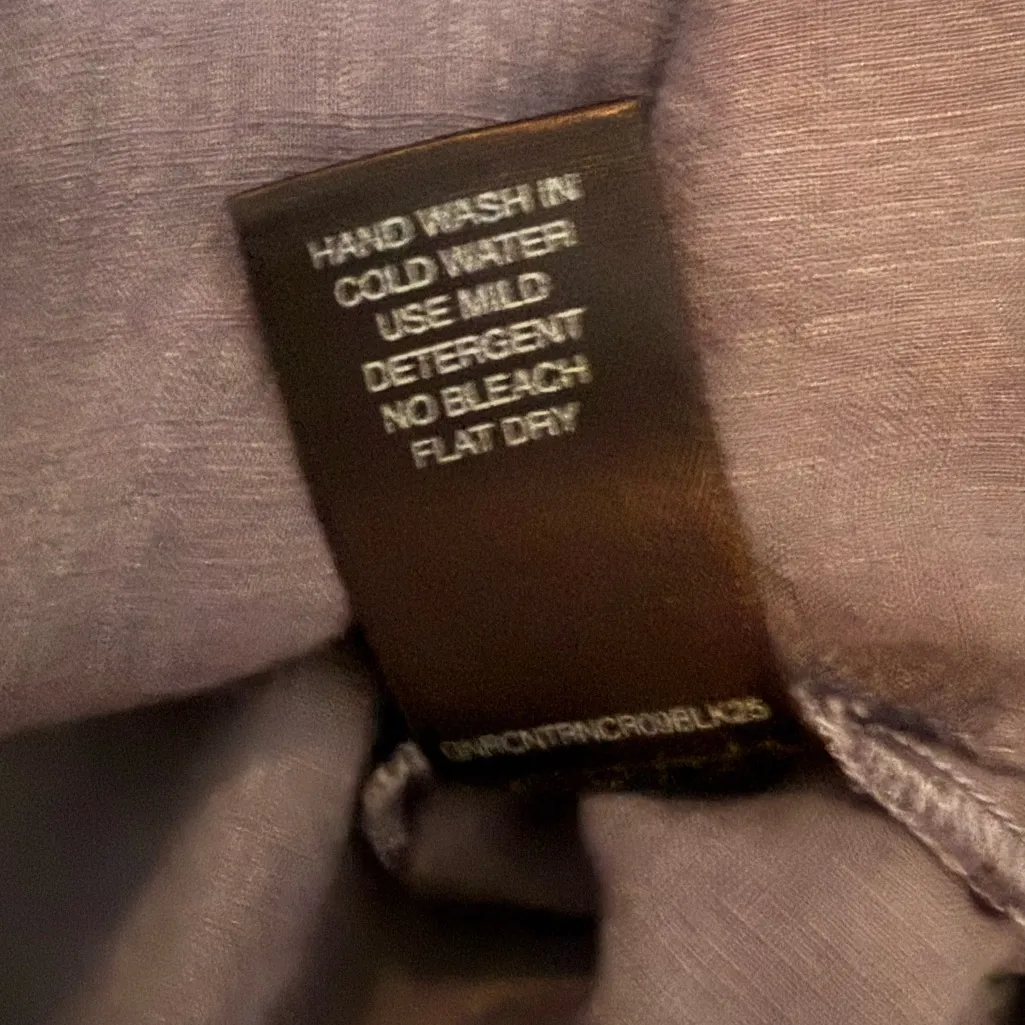 HAND WASH IN
COLD WATER
USE MILD
DETERGENT
NO BLEACH
FLAT DRY